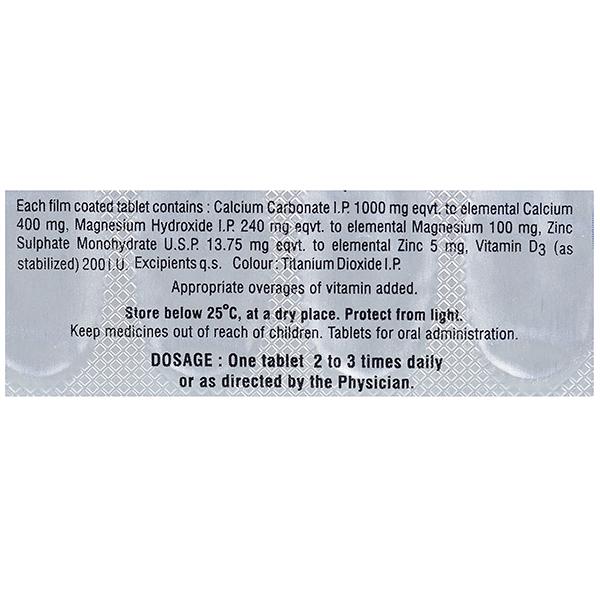 Each film coated tablet contains : Calcium Carbonate I.P. 1000 mg eqvt. to elemental Calcium
400 mg, Magnesium Hydroxide I.P. 240 mg eqvt. to elemental Magnesium 100 mg, Zinc
Sulphate Monohydrate U.S.P. 13.75 mg eqvt. to elemental Zinc 5 mg, Vitamin D3 (as
stabilized) 200 I.U. Excipients q.s. Colour : Titanium Dioxide I.P.
Appropriate overages of vitamin added.
Store below 25°C, at a dry place. Protect from light.
Keep medicines out of reach of children. Tablets for oral administration.
DOSAGE : One tablet 2 to 3 times daily
or as directed by the Physician.